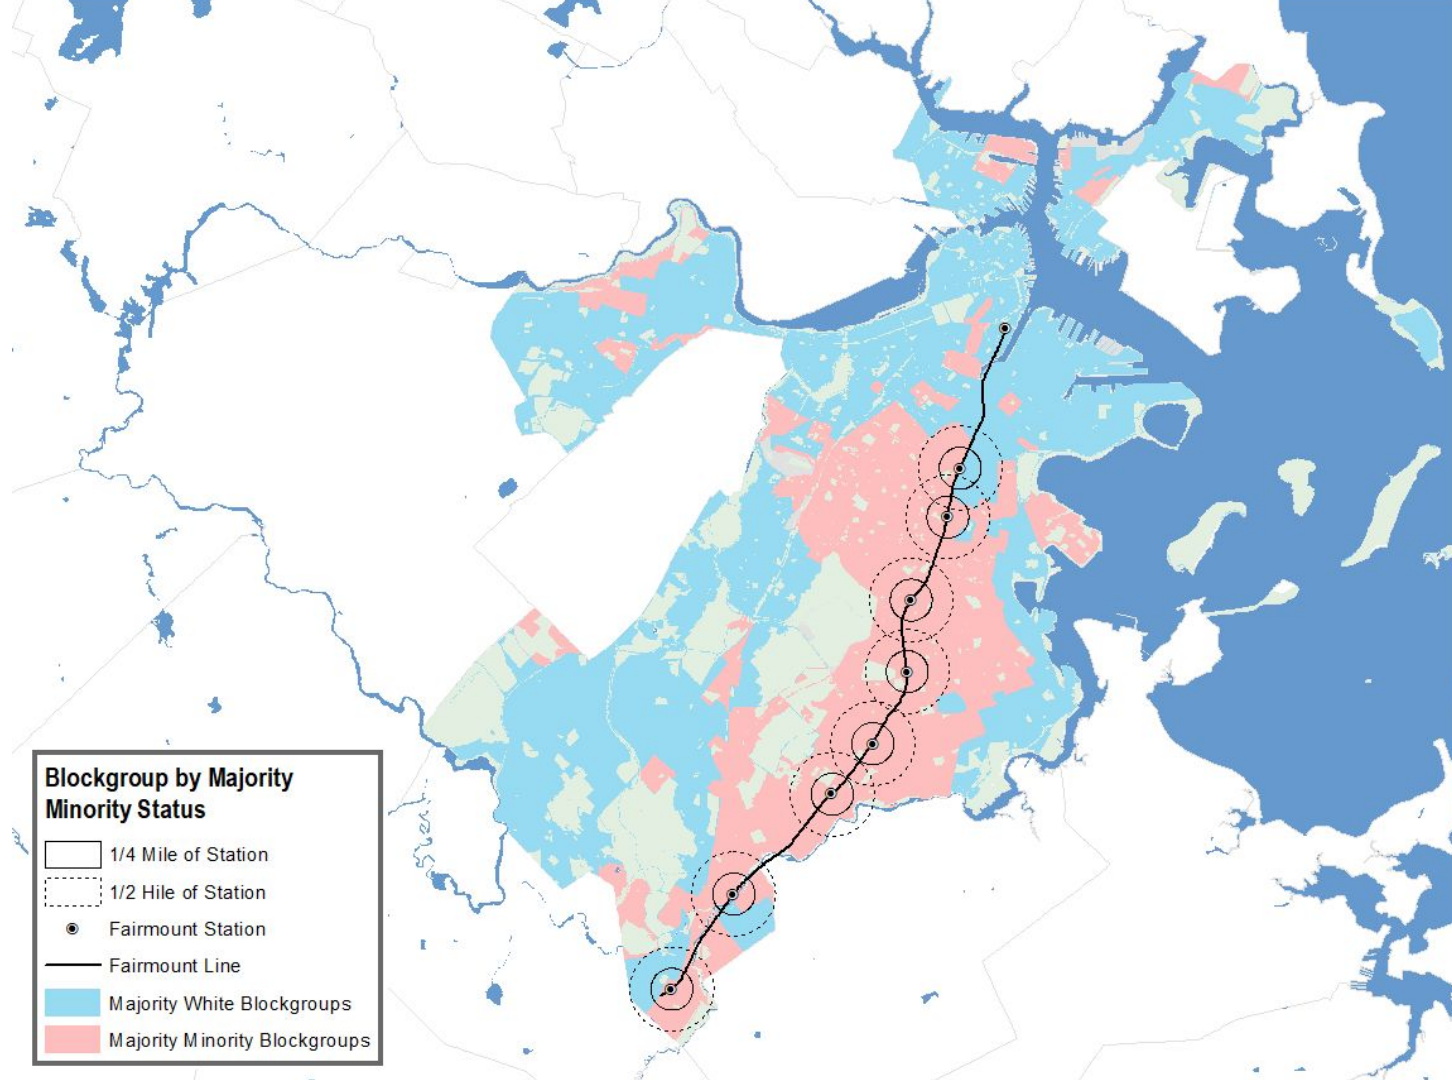 Blockgroup by Majority
Minority Status
1/4 Mile of Station
1/2 Hile of Station
Fairmount Station
Fairmount Line
Majority White Blockgroups
Majority Minority Blockgroups